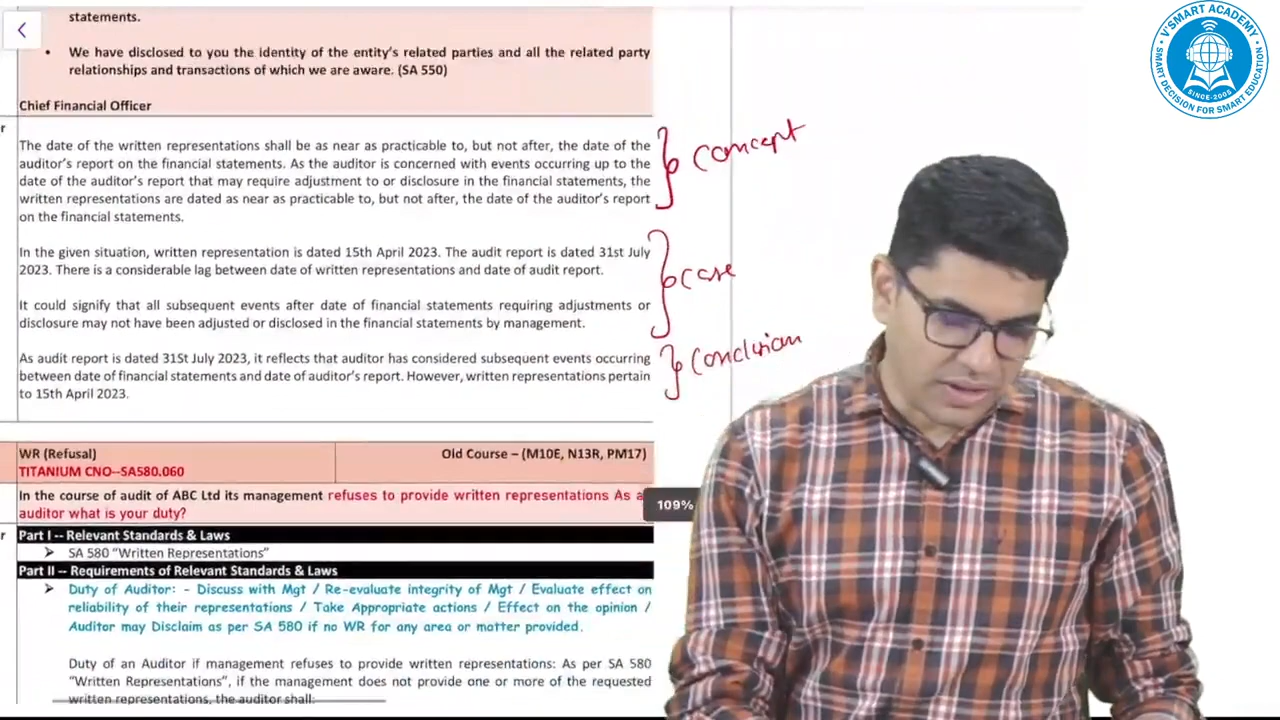 statements.
• We have disclosed to you the identity of the entity's related parties and all the related party
relationships and transactions of which we are aware. (SA 550)
Chief Financial Officer
r
The date of the written representations shall be as near as practicable to, but not after, the date of the
auditor's report on the financial statements. As the auditor is concerned with events occurring up to the
date of the auditor's report that may require adjustment to or disclosure in the financial statements, the
written representations are dated as near as practicable to, but not after, the date of the auditor's report
on the financial statements.
concept
In the given situation, written representation is dated 15th April 2023. The audit report is dated 31st July
2023. There is a considerable lag between date of written representations and date of audit report.
case
It could signify that all subsequent events after date of financial statements requiring adjustments or
disclosure may not have been adjusted or disclosed in the financial statements by management.
As audit report is dated 31St July 2023, it reflects that auditor has considered subsequent events occurring
between date of financial statements and date of auditor's report. However, written representations pertain
to 15th April 2023.
Conclusion
WR (Refusal)
TITANIUM CNO--SA580.060
Old Course – (M10E, N13R, PM17)
In the course of audit of ABC Ltd its management refuses to provide written representations As a
auditor what is your duty?
109%
r
Part I -- Relevant Standards & Laws
➤ SA 580 "Written Representations"
Part II -- Requirements of Relevant Standards & Laws
➤ Duty of Auditor: - Discuss with Mgt / Re-evaluate integrity of Mgt / Evaluate effect on
reliability of their representations / Take Appropriate actions / Effect on the opinion /
Auditor may Disclaim as per SA 580 if no WR for any area or matter provided.
Duty of an Auditor if management refuses to provide written representations: As per SA 580
"Written Representations", if the management does not provide one or more of the requested
written representations, the auditor shall:
V'SMART ACADEMY
SMART DECISION FOR SMART EDUCATION
SINCE-2005